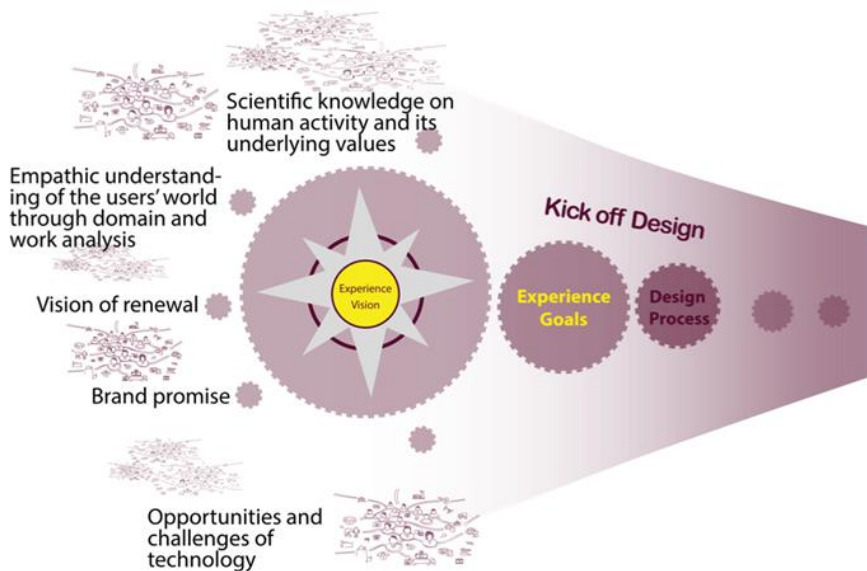 Scientific knowledge on
human activity and its
underlying values
Empathic understand-
ing of the users' world
through domain and
work analysis
Vision of renewal
Brand promise
Opportunities and
challenges of
technology
Experience
Vision
Kick off Design
Experience
Goals
Design
Process